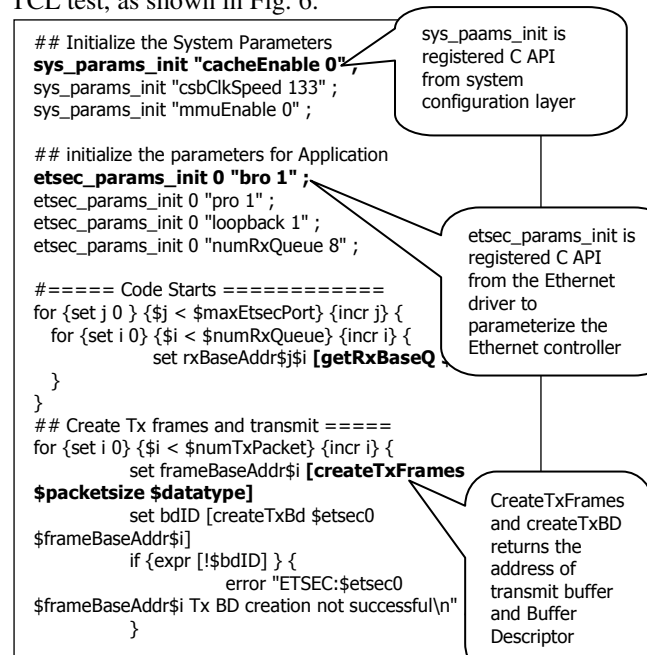 TCL test, as shown in Fig. 6.
## Initialize the System Parameters
sys_params_init "cacheEnable 0" ;
sys_params_init "csbClkSpeed 133" ;
sys_params_init "mmuEnable 0" ;
## initialize the parameters for Application
etsec_params_init 0 "bro 1" ;
etsec_params_init 0 "pro 1" ;
etsec_params_init 0 "loopback 1" ;
etsec_params_init 0 "numRxQueue 8" ;
#===== Code Starts ============
for {set j 0 } {$j < $maxEtsecPort} {incr j} {
for {set i 0} {$i < $numRxQueue} {incr i} {
set rxBaseAddr$j$i [getRxBaseQ
}
}
## Create Tx frames and transmit =====
for {set i 0} {$i < $numTxPacket} {incr i} {
set frameBaseAddr$i [createTxFrames
$packetsize $datatype]
set bdID [createTxBd $etsec0
$frameBaseAddr$i]
if {expr [!$bdID] } {
error "ETSEC:$etsec0
$frameBaseAddr$i Tx BD creation not successful\n"
}
sys_paams_init is
registered C API
from system
configuration layer
etsec_params_init is
registered C API
from the Ethernet
driver to
parameterize the
Ethernet controller
CreateTxFrames
and createTxBD
returns the
address of
transmit buffer
and Buffer
Descriptor